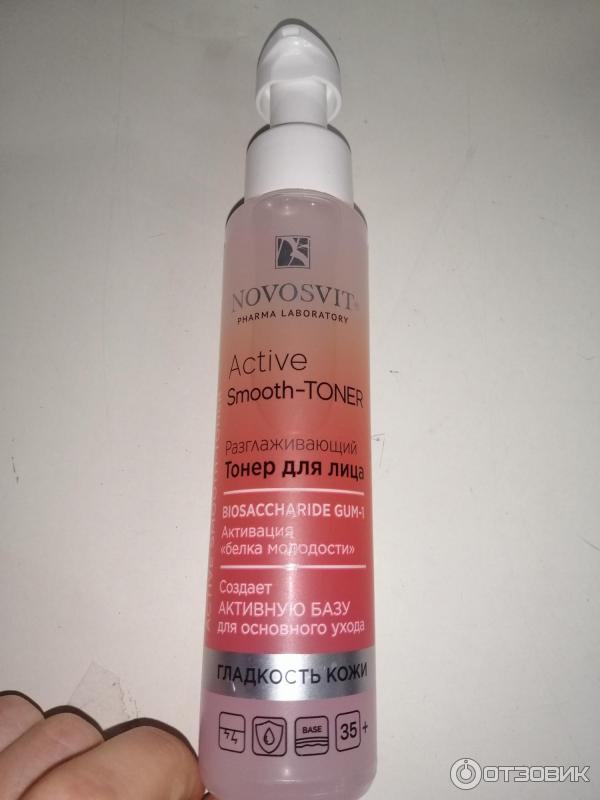 NOVOSVIT®
PHARMA LABORATORY
Active
Smooth-TONER
Разглаживающий
Тонер для лица
BIOSACCHARIDE GUM-1
Активация
«белка молодости»
Создает
АКТИВНУЮ БАЗУ
для основного ухода
ГЛАДКОСТЬ КОЖИ
BASE
35+
ОТЗОВИК